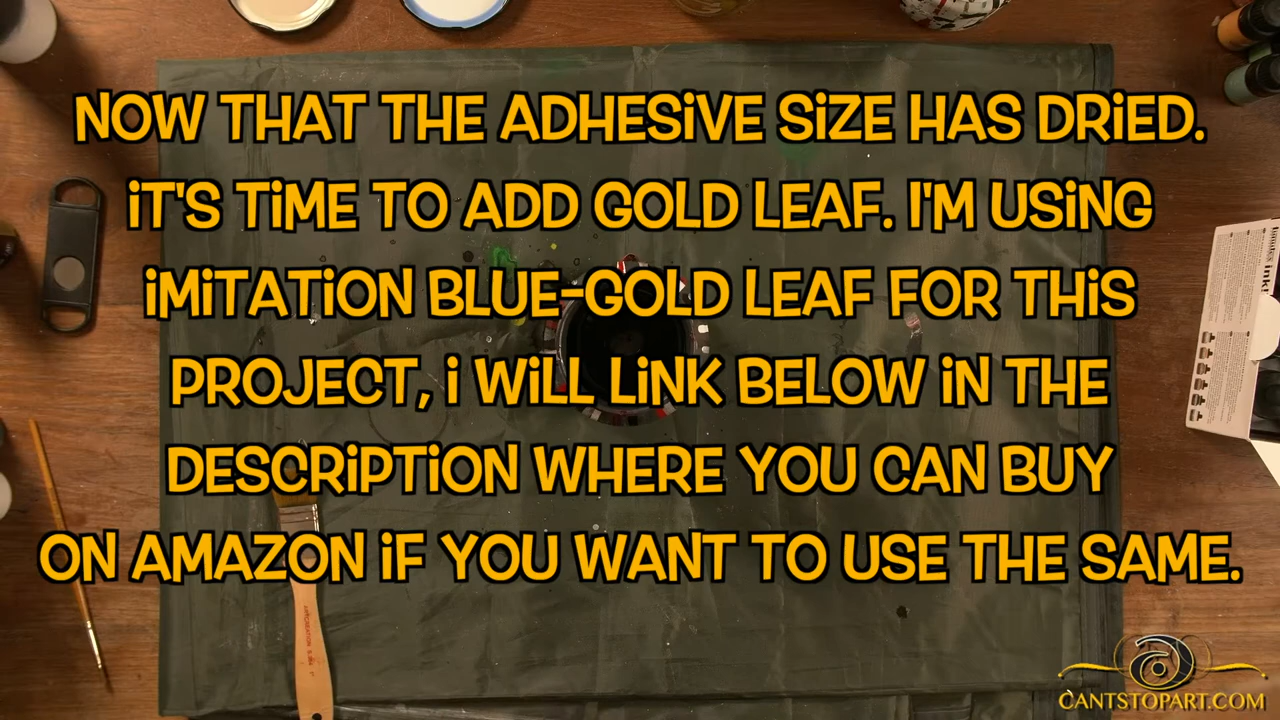 NOW THAT THE ADHESiVE SiZE HAS DRiED.
iT'S TiME TO ADD GOLD LEAF. I'M USiNG
iMiTATiON BLUE-GOLD LEAF FOR THiS
PROJECT, i WiLL LiNK BELOW iN THE
DESCRiPTiON WHERE YOU CAN BUY
ON AMAZON iF YOU WANT TO USE THE SAME.
CANTSTOPART.COM